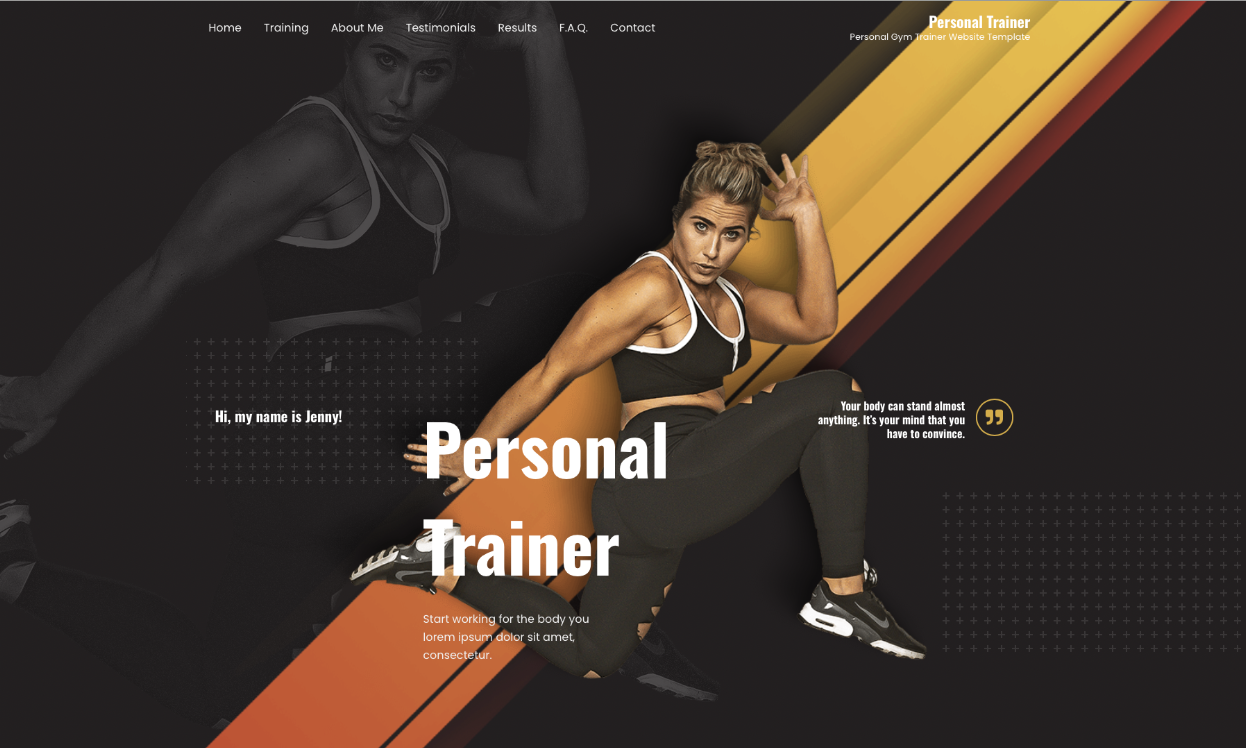 Home Training About Me Testimonials Results F.A.Q. Contact
Personal Trainer
Personal Gym Trainer Website Template
Hi, my name is Jenny!
Your body can stand almost
anything. It's your mind that you
have to convince.
Personal
Trainer
Start working for the body you
lorem ipsum dolor sit amet,
consectetur.